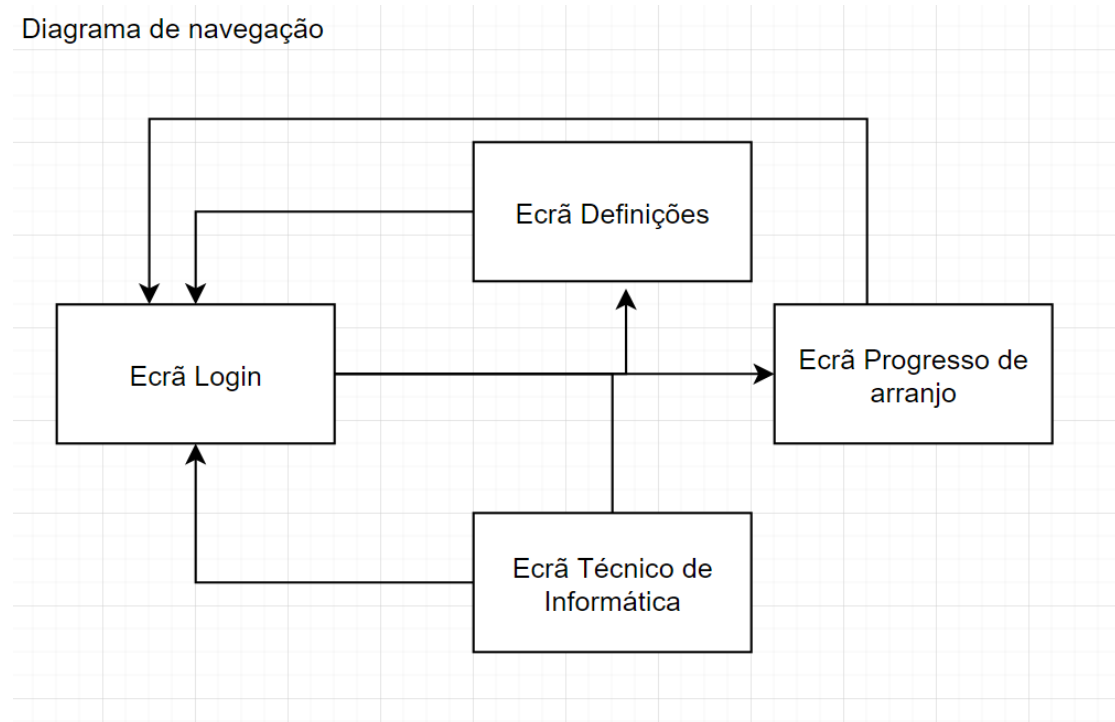 Diagrama de navegação
Ecrã Definições
Ecrã Login
Ecrã Progresso de
arranjo
Ecrã Técnico de
Informática